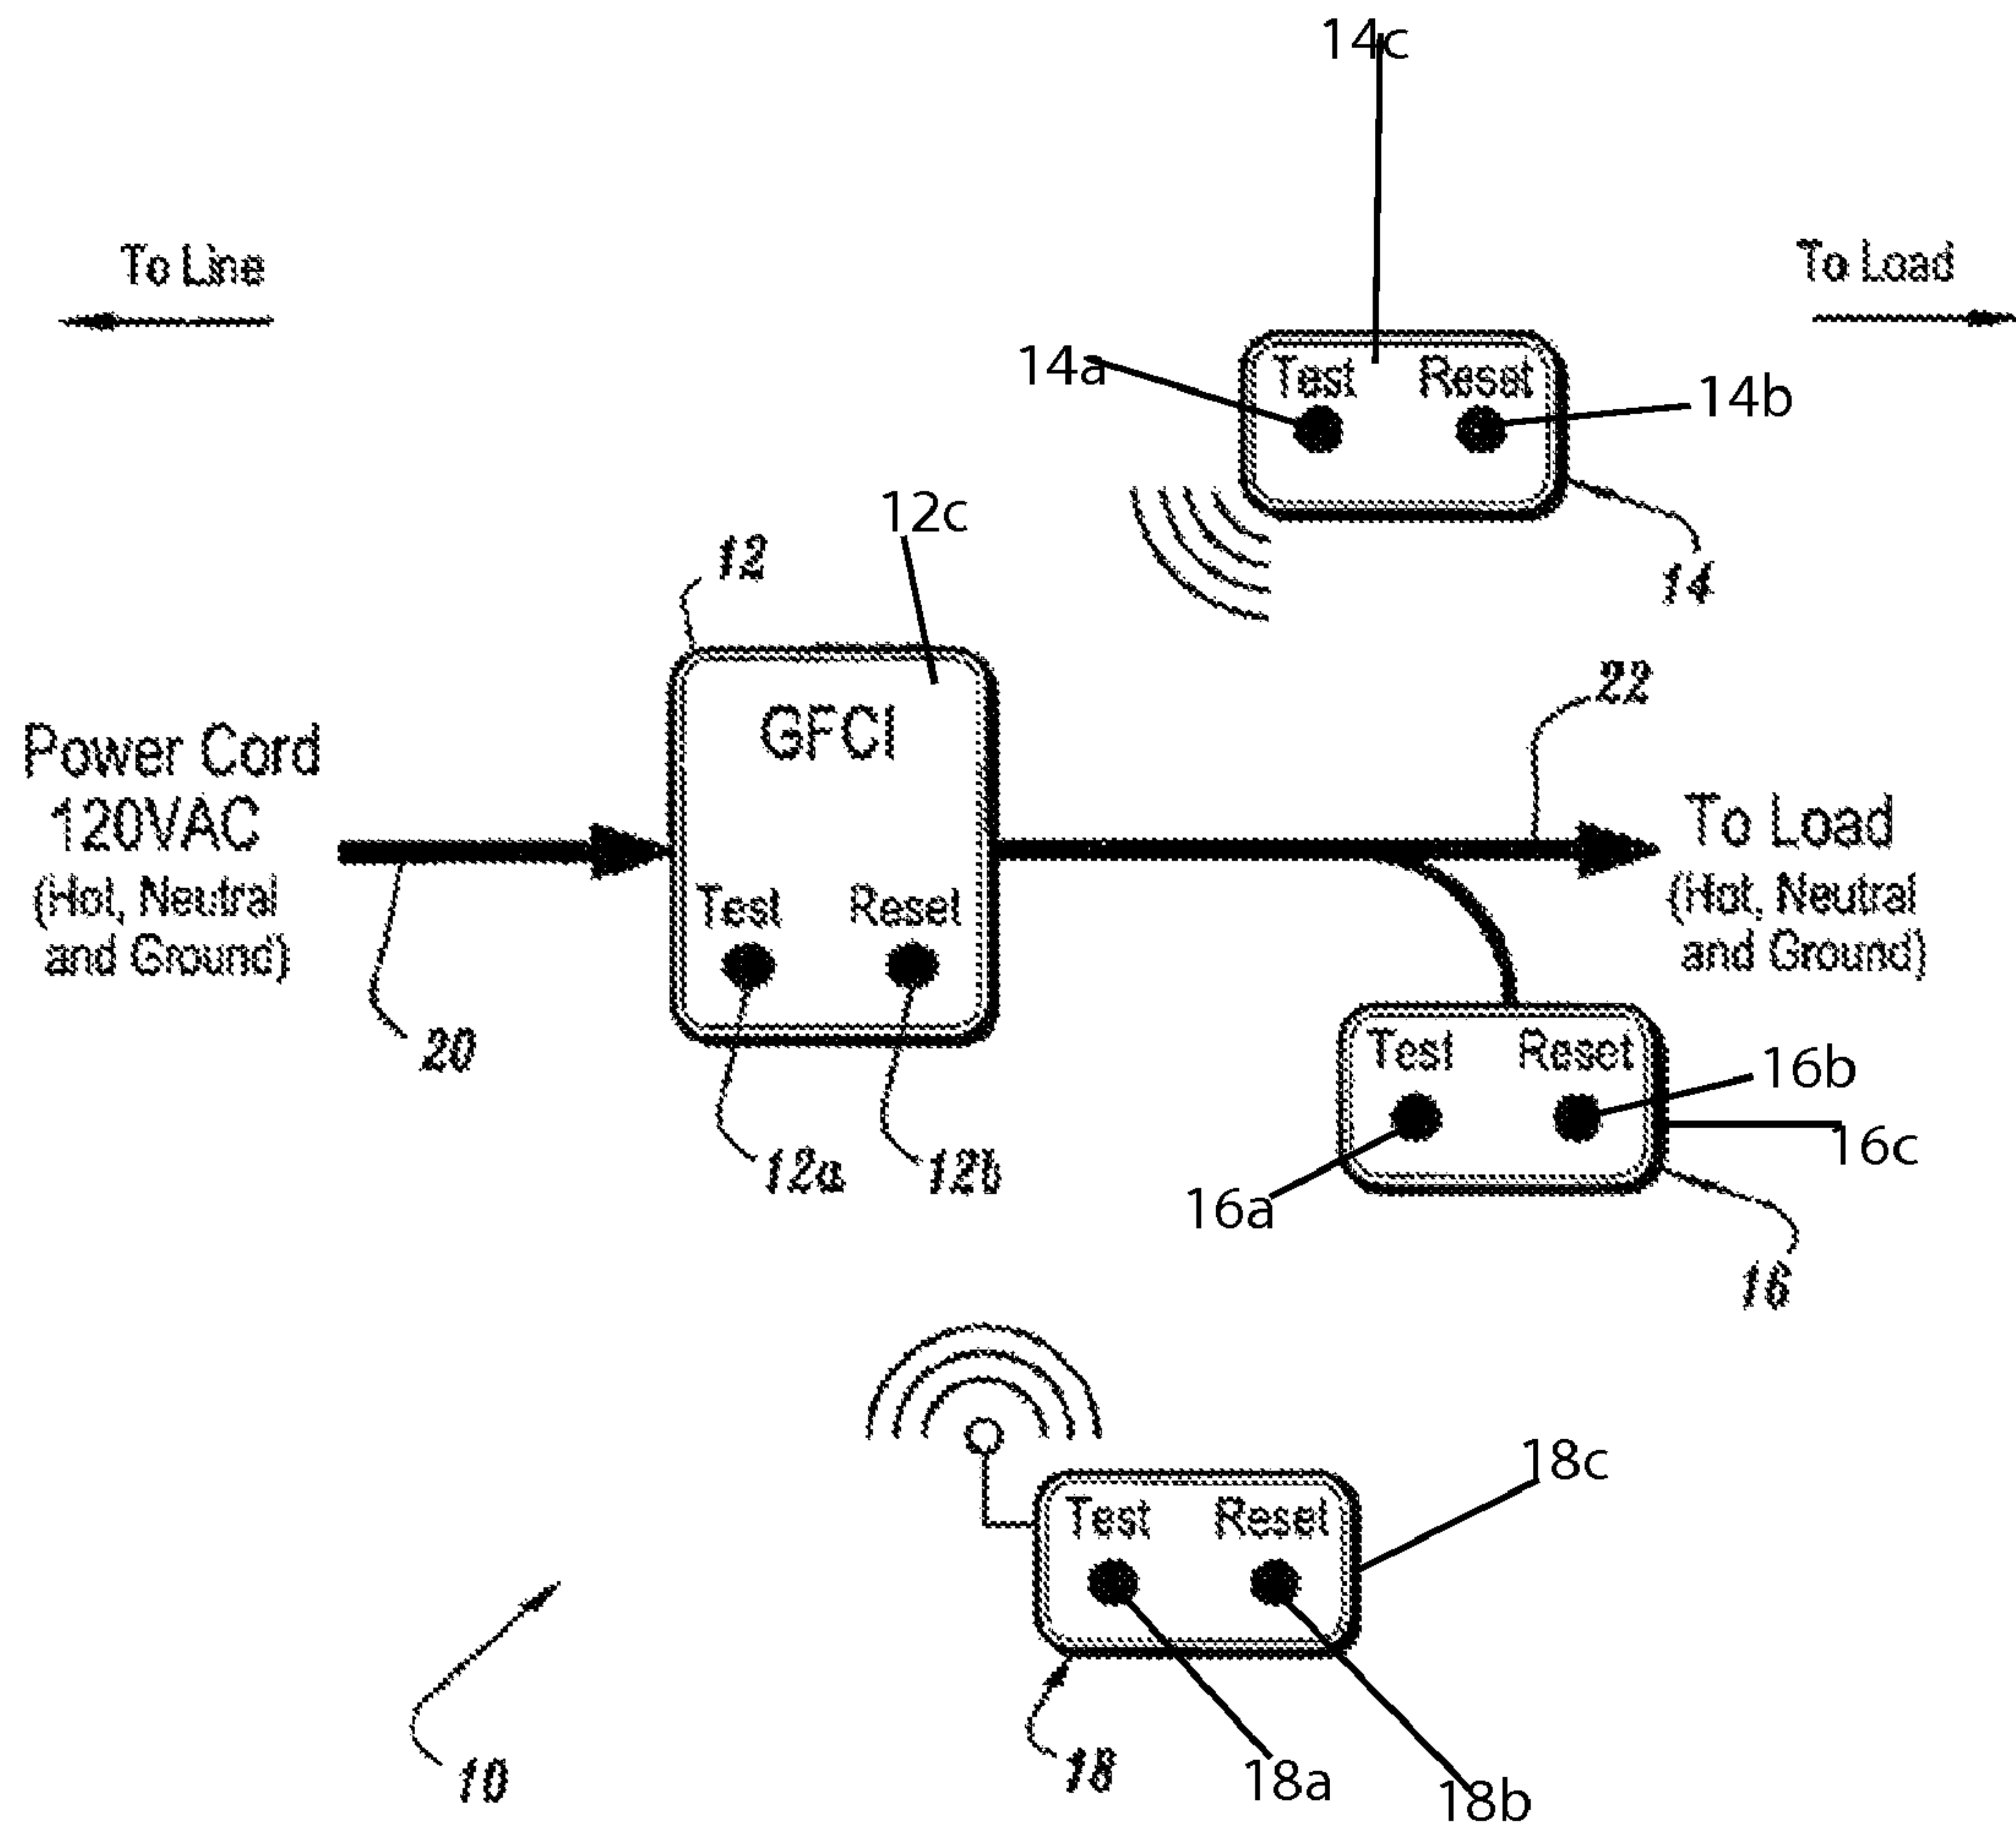 14c
To Line
To Load
14a
Test Reset
14b
12c
12
14
22
GFCI
Power Cord
120VAC
(Hot, Neutral
and Ground)
To Load
(Hot, Neutral
and Ground)
Test Reset
20
12a
12b
Test Reset
16b
16c
16a
16
18c
Test Reset
10
18
18a
18b